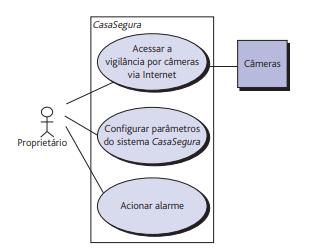 CasaSegura
Acessar a
vigilância por câmeras
via Internet
Câmeras
Proprietário
Configurar parâmetros
do sistema CasaSegura
Acionar alarme